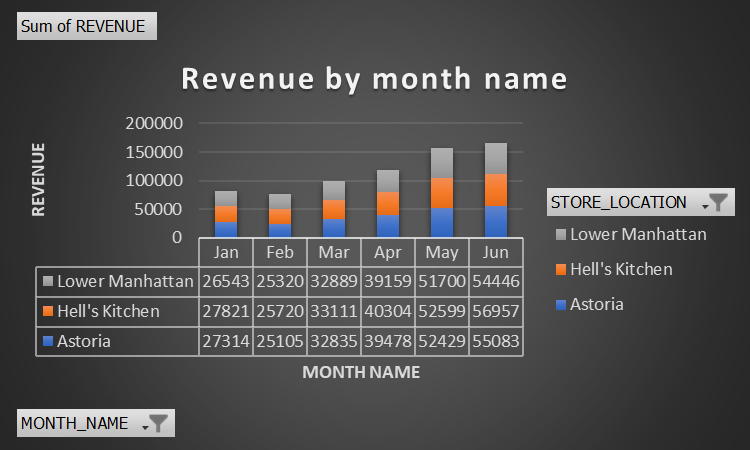 Sum of REVENUE
Revenue by month name
REVENUE
200000
150000
100000
50000
0
Jan Feb Mar Apr May Jun
Lower Manhattan 26543 25320 32889 39159 51700 54446
Hell's Kitchen 27821 25720 33111 40304 52599 56957
Astoria 27314 25105 32835 39478 52429 55083
MONTH NAME
STORE_LOCATION
Lower Manhattan
Hell's Kitchen
Astoria
MONTH_NAME